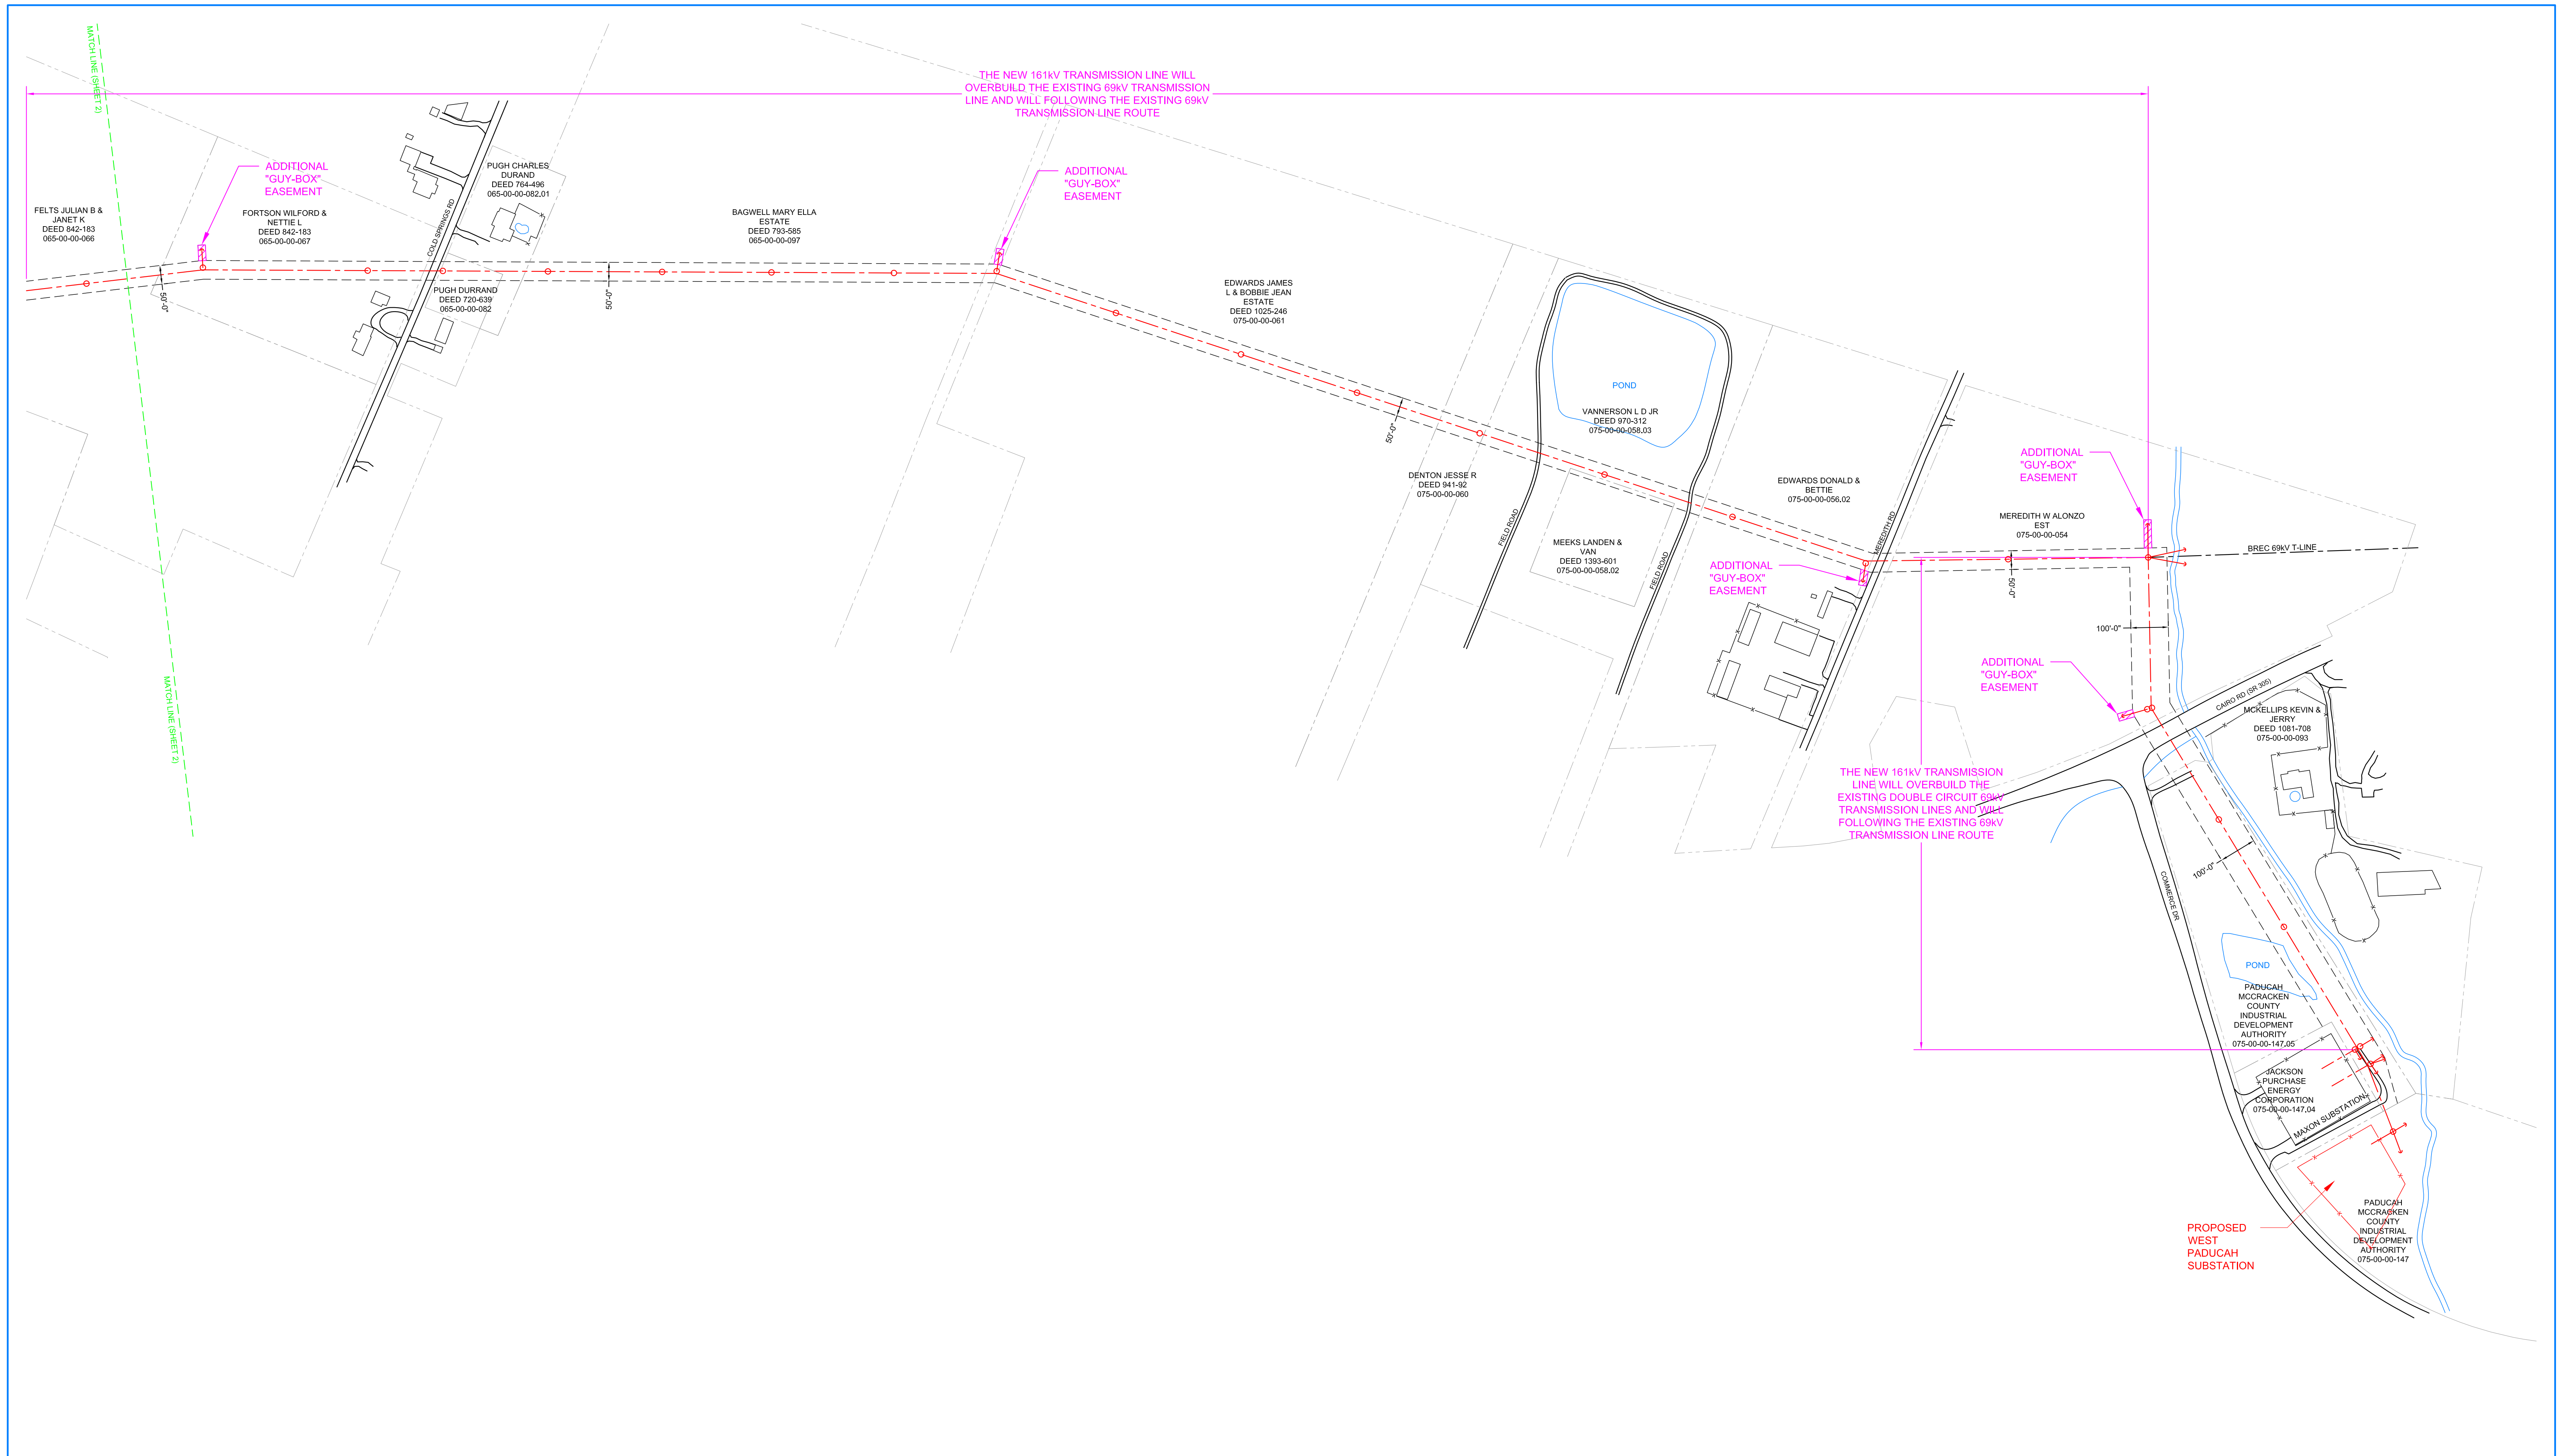 MATCH LINE (SHEET 2)
THE NEW 161kV TRANSMISSION LINE WILL
OVERBUILD THE EXISTING 69kV TRANSMISSION
LINE AND WILL FOLLOWING THE EXISTING 69kV
TRANSMISSION LINE ROUTE
ADDITIONAL
"GUY-BOX"
EASEMENT
FELTS JULIAN B &
JANET K
DEED 842-183
065-00-00-066
FORTSON WILFORD &
NETTIE L
DEED 842-183
065-00-00-067
50'-0"
COLD SPRINGS RD
PUGH CHARLES
DURAND
DEED 764-496
065-00-00-082.01
PUGH DURRAND
DEED 720-639
065-00-00-082
50'-0"
BAGWELL MARY ELLA
ESTATE
DEED 793-585
065-00-00-097
ADDITIONAL
"GUY-BOX"
EASEMENT
EDWARDS JAMES
L & BOBBIE JEAN
ESTATE
DEED 1025-246
075-00-00-061
50'-0"
DENTON JESSE R
DEED 941-92
075-00-00-060
POND
VANNERSON L D JR
DEED 970-312
075-00-00-058.03
FIELD ROAD
MEEKS LANDEN &
VAN
DEED 1393-601
075-00-00-058.02
FIELD ROAD
EDWARDS DONALD &
BETTIE
075-00-00-056.02
MEREDITH RD
ADDITIONAL
"GUY-BOX"
EASEMENT
MEREDITH W ALONZO
EST
075-00-00-054
ADDITIONAL
"GUY-BOX"
EASEMENT
BREC 69kV T-LINE
50'-0"
100'-0"
ADDITIONAL
"GUY-BOX"
EASEMENT
CAIRO RD (SR 305)
MCKELLIPS KEVIN &
JERRY
DEED 1081-708
075-00-00-093
MATCH LINE (SHEET 2)
THE NEW 161kV TRANSMISSION
LINE WILL OVERBUILD THE
EXISTING DOUBLE CIRCUIT 69kV
TRANSMISSION LINES AND WILL
FOLLOWING THE EXISTING 69kV
TRANSMISSION LINE ROUTE
100'-0"
COMMERCE DR
POND
PADUCAH
MCCRACKEN
COUNTY
INDUSTRIAL
DEVELOPMENT
AUTHORITY
075-00-00-147.05
JACKSON
PURCHASE
ENERGY
CORPORATION
075-00-00-147.04
MAXON SUBSTATION
PROPOSED
WEST
PADUCAH
SUBSTATION
PADUCAH
MCCRACKEN
COUNTY
INDUSTRIAL
DEVELOPMENT
AUTHORITY
075-00-00-147